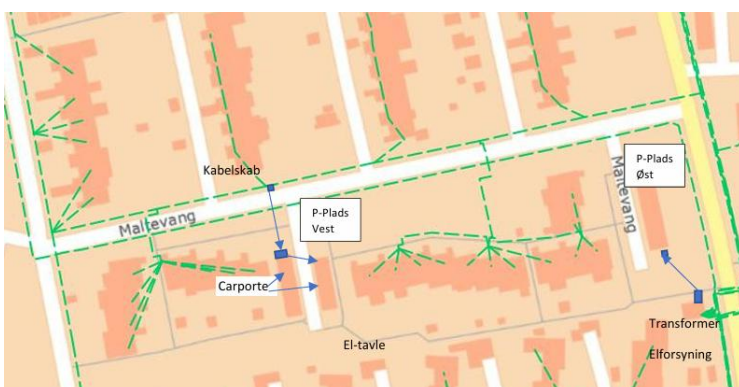 Kabelskab
P-Plads
Vest
Maltevang
Carporte
El-tavle
P-Plads
Øst
Maltevang
Transformer
Elforsyning